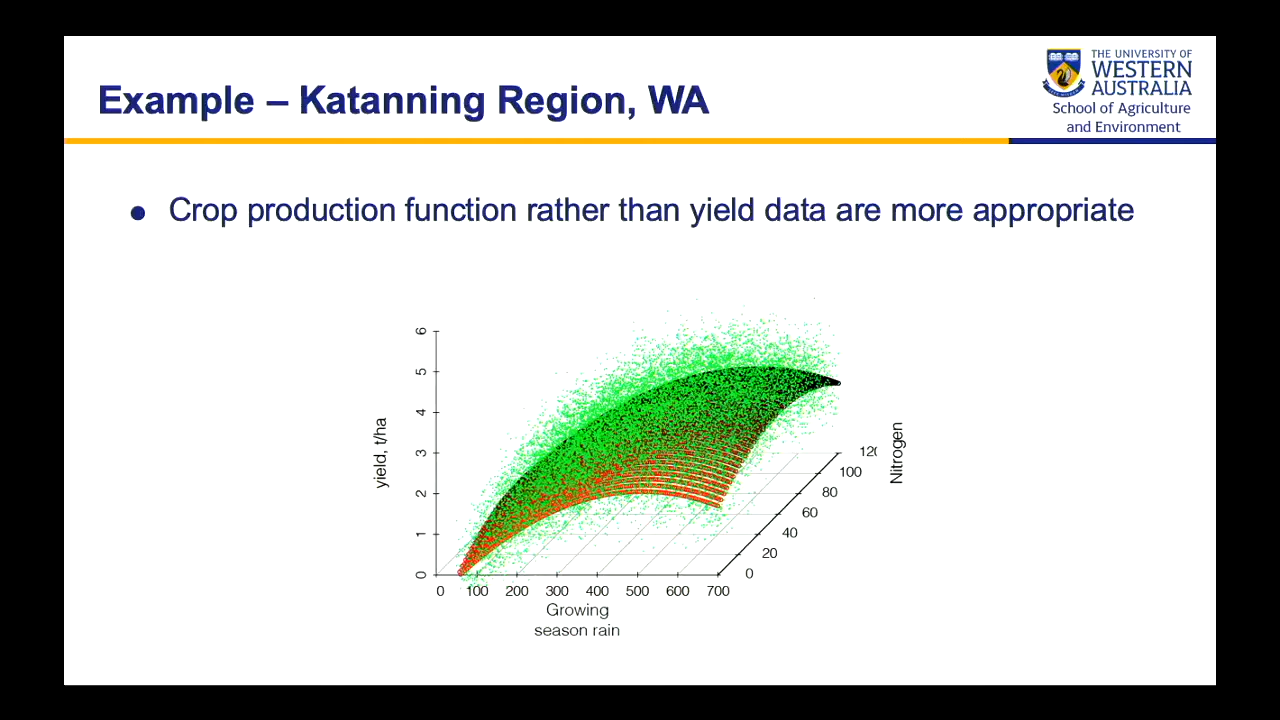 THE UNIVERSITY OF
WESTERN
AUSTRALIA
School of Agriculture
and Environment
Example – Katanning Region, WA
● Crop production function rather than yield data are more appropriate
yield, t/ha
6
5
4
3
2
1
0
0 100 200 300 400 500 600 700
Growing
season rain
Nitrogen
120
100
80
60
40
20
0